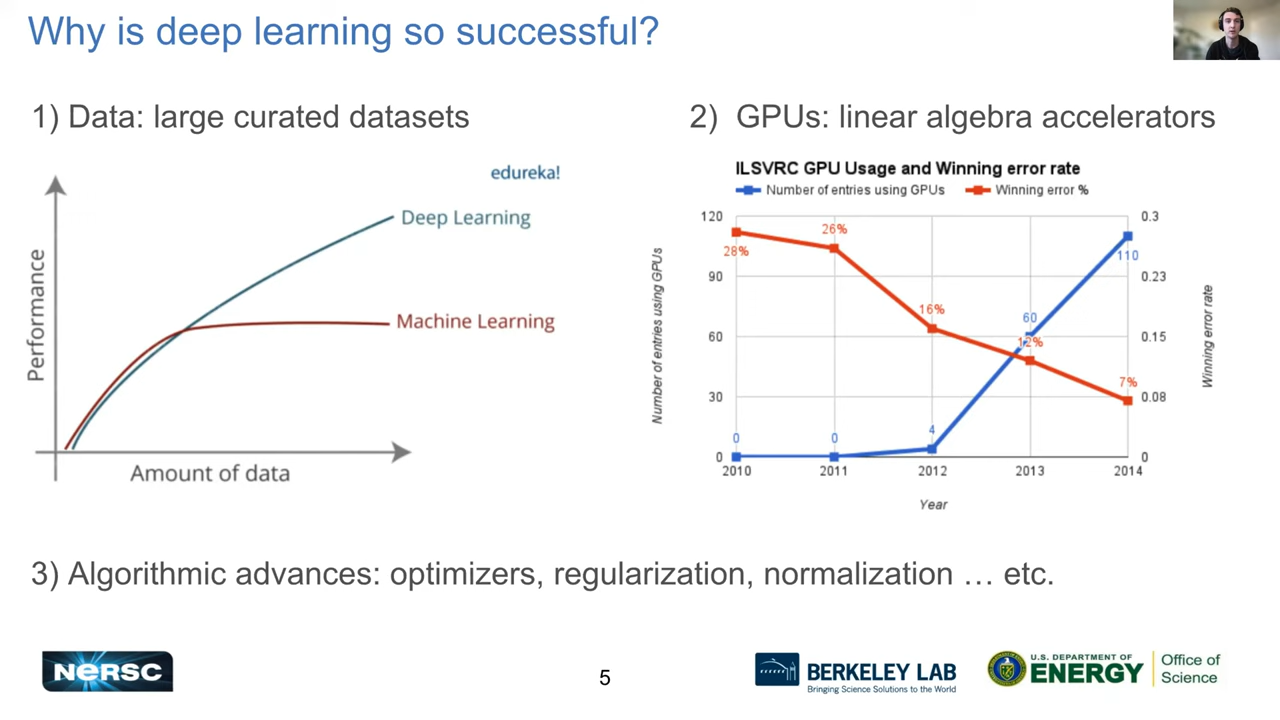 Why is deep learning so successful?
1) Data: large curated datasets
edureka!
Deep Learning
Machine Learning
Performance
Amount of data
2) GPUs: linear algebra accelerators
ILSVRC GPU Usage and Winning error rate
Number of entries using GPUs
Winning error %
120
90
60
30
0
Number of entries using GPUs
28%
26%
16%
12%
7%
0
0
4
60
110
0.3
0.23
0.15
0.08
0
Winning error rate
2010
2011
2012
2013
2014
Year
3) Algorithmic advances: optimizers, regularization, normalization … etc.
NERSC
5
BERKELEY LAB
Bringing Science Solutions to the World
U.S. DEPARTMENT OF
ENERGY
Office of
Science